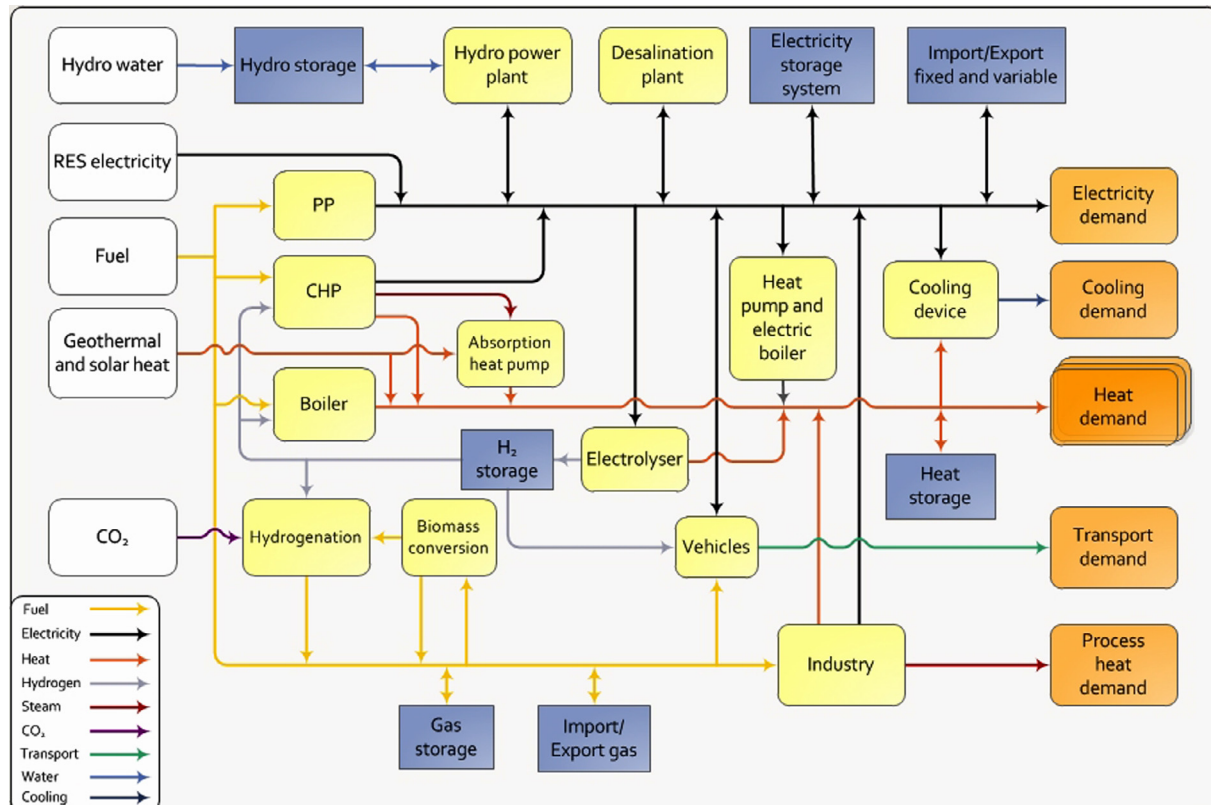 Hydro water
Hydro storage
Hydro power
plant
Desalination
plant
Electricity
storage
system
Import/Export
fixed and variable
RES electricity
PP
Electricity
demand
Fuel
CHP
Heat
pump and
electric
boiler
Cooling
device
Cooling
demand
Geothermal
and solar heat
Absorption
heat pump
Boiler
Heat
demand
H₂
storage
Electrolyser
Heat
storage
CO₂
Hydrogenation
Biomass
conversion
Vehicles
Transport
demand
Industry
Process
heat
demand
Gas
storage
Import/
Export gas
Fuel
Electricity
Heat
Hydrogen
Steam
CO₂
Transport
Water
Cooling